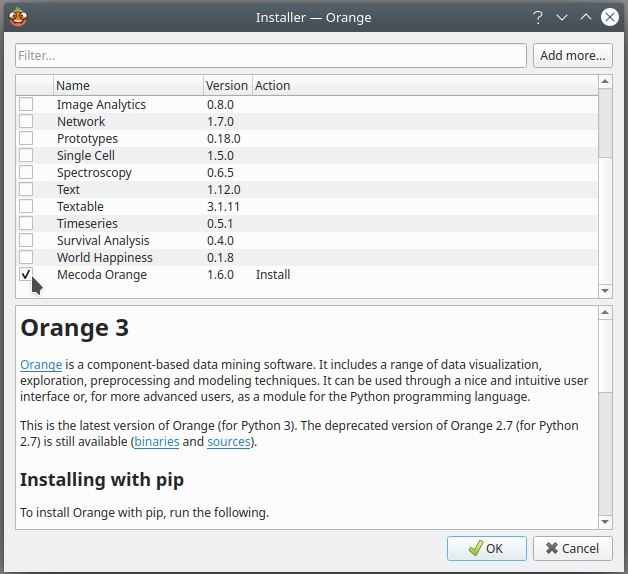 Installer — Orange
Filter...
Add more...
Name Version Action
Image Analytics 0.8.0
Network 1.7.0
Prototypes 0.18.0
Single Cell 1.5.0
Spectroscopy 0.6.5
Text 1.12.0
Textable 3.1.11
Timeseries 0.5.1
Survival Analysis 0.4.0
World Happiness 0.1.8
Mecoda Orange 1.6.0 Install
Orange 3
Orange is a component-based data mining software. It includes a range of data visualization,
exploration, preprocessing and modeling techniques. It can be used through a nice and intuitive user
interface or, for more advanced users, as a module for the Python programming language.
This is the latest version of Orange (for Python 3). The deprecated version of Orange 2.7 (for Python
2.7) is still available (binaries and sources).
Installing with pip
To install Orange with pip, run the following.
OK
Cancel